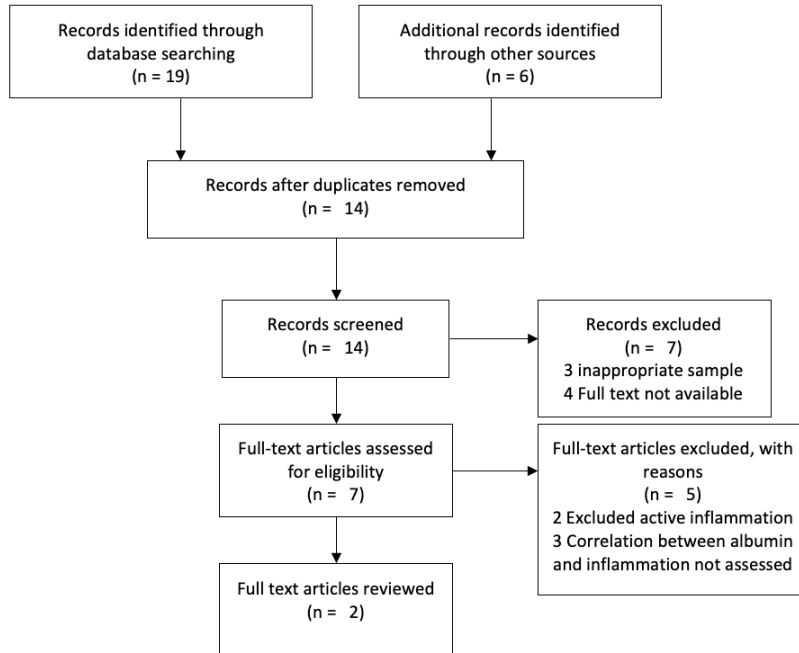 Records identified through
database searching
(n = 19)
Additional records identified
through other sources
(n = 6)
Records after duplicates removed
(n = 14)
Records screened
(n = 14)
Records excluded
(n = 7)
3 inappropriate sample
4 Full text not available
Full-text articles assessed
for eligibility
(n = 7)
Full-text articles excluded, with
reasons
(n = 5)
2 Excluded active inflammation
3 Correlation between albumin
and inflammation not assessed
Full text articles reviewed
(n = 2)